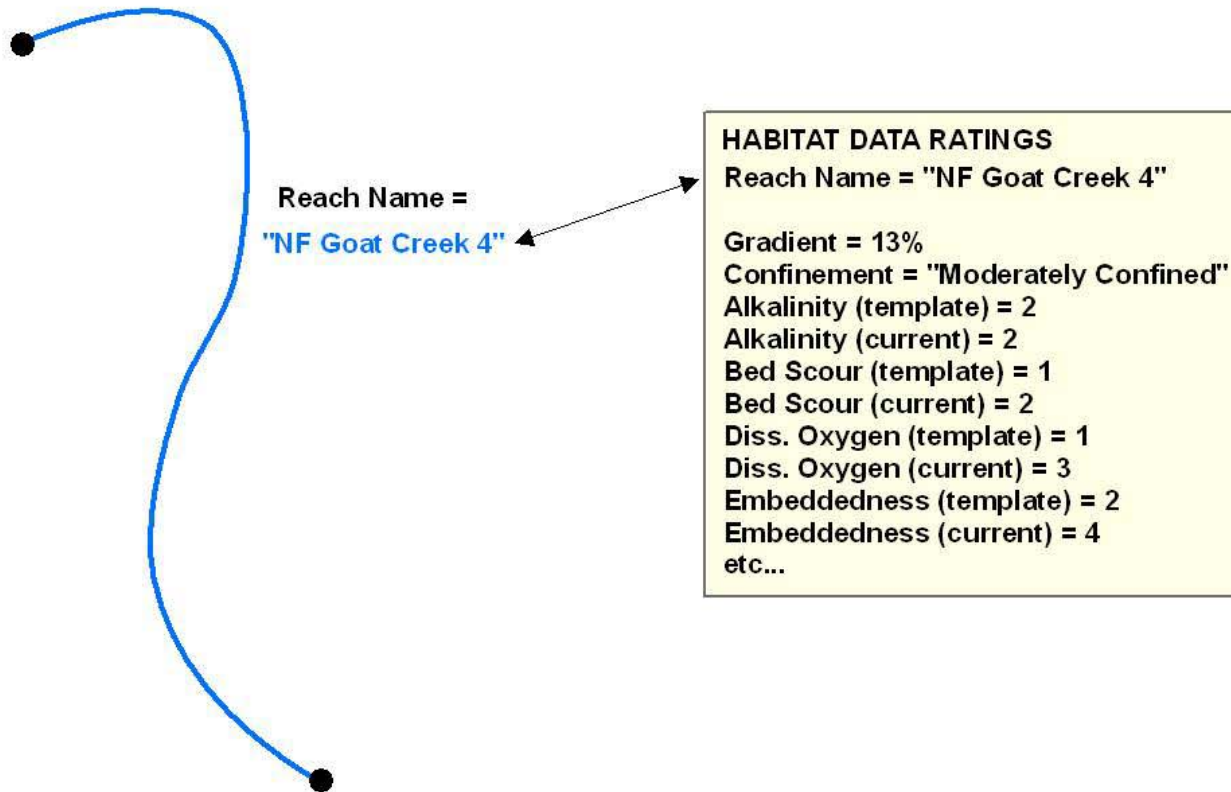 Reach Name =
"NF Goat Creek 4"
HABITAT DATA RATINGS
Reach Name = "NF Goat Creek 4"
Gradient = 13%
Confinement = "Moderately Confined"
Alkalinity (template) = 2
Alkalinity (current) = 2
Bed Scour (template) = 1
Bed Scour (current) = 2
Diss. Oxygen (template) = 1
Diss. Oxygen (current) = 3
Embeddedness (template) = 2
Embeddedness (current) = 4
etc...